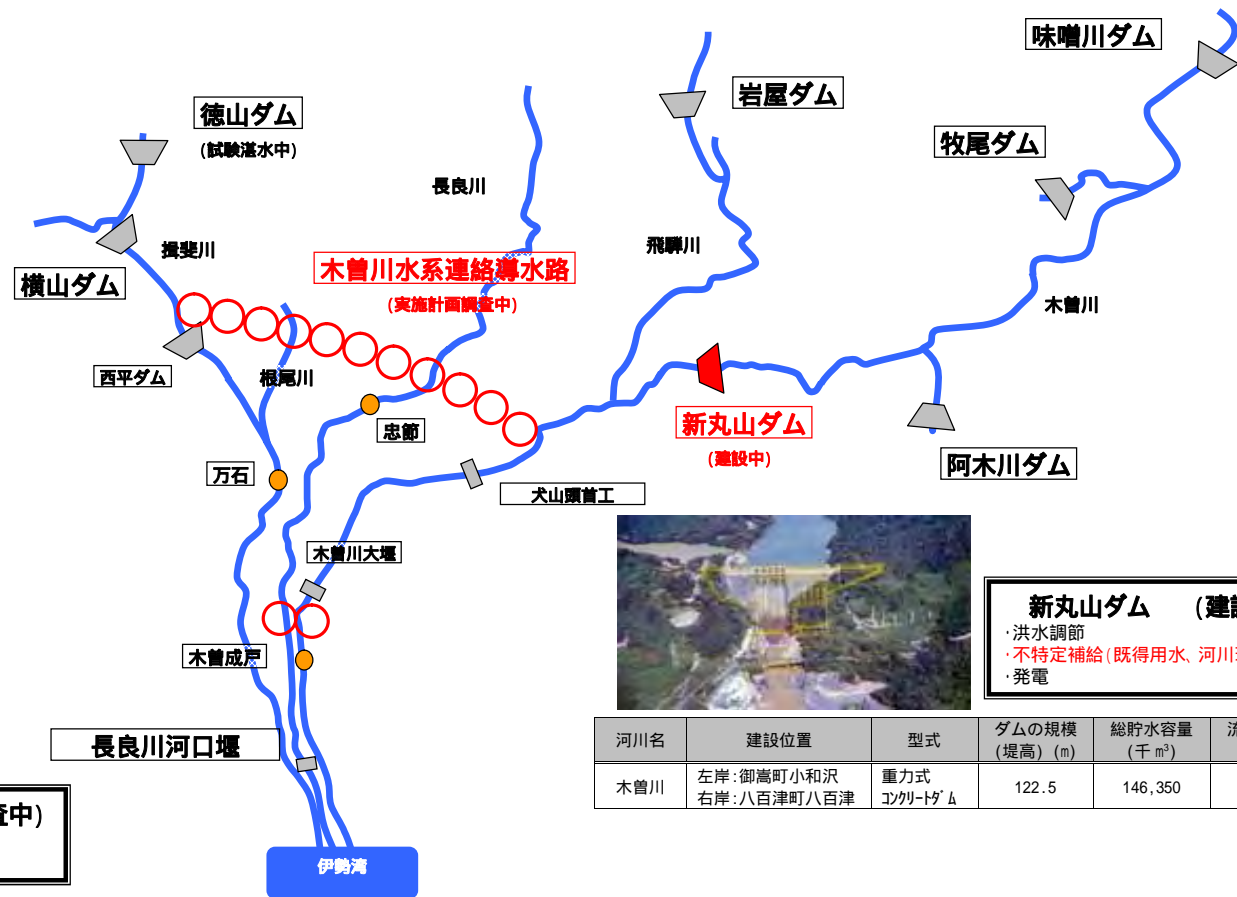 味噌川ダム
岩屋ダム
徳山ダム
(試験湛水中)
牧尾ダム
長良川
揖斐川
飛騨川
木曽川水系連絡導水路
(実施計画調査中)
横山ダム
木曽川
西平ダム
根尾川
忠節
新丸山ダム
(建設中)
阿木川ダム
万石
犬山頭首工
木曽川大堰
木曽成戸
長良川河口堰
伊勢湾
新丸山ダム (建設
・洪水調節
・不特定補給(既得用水、河川
・発電
河川名 建設位置 型式 ダムの規模 (堤高) (m) 総貯水容量 (千㎥) 流
木曽川 左岸:御嵩町小和沢 右岸:八百津町八百津 重力式 コンクリートダム 122.5 146,350
査中)